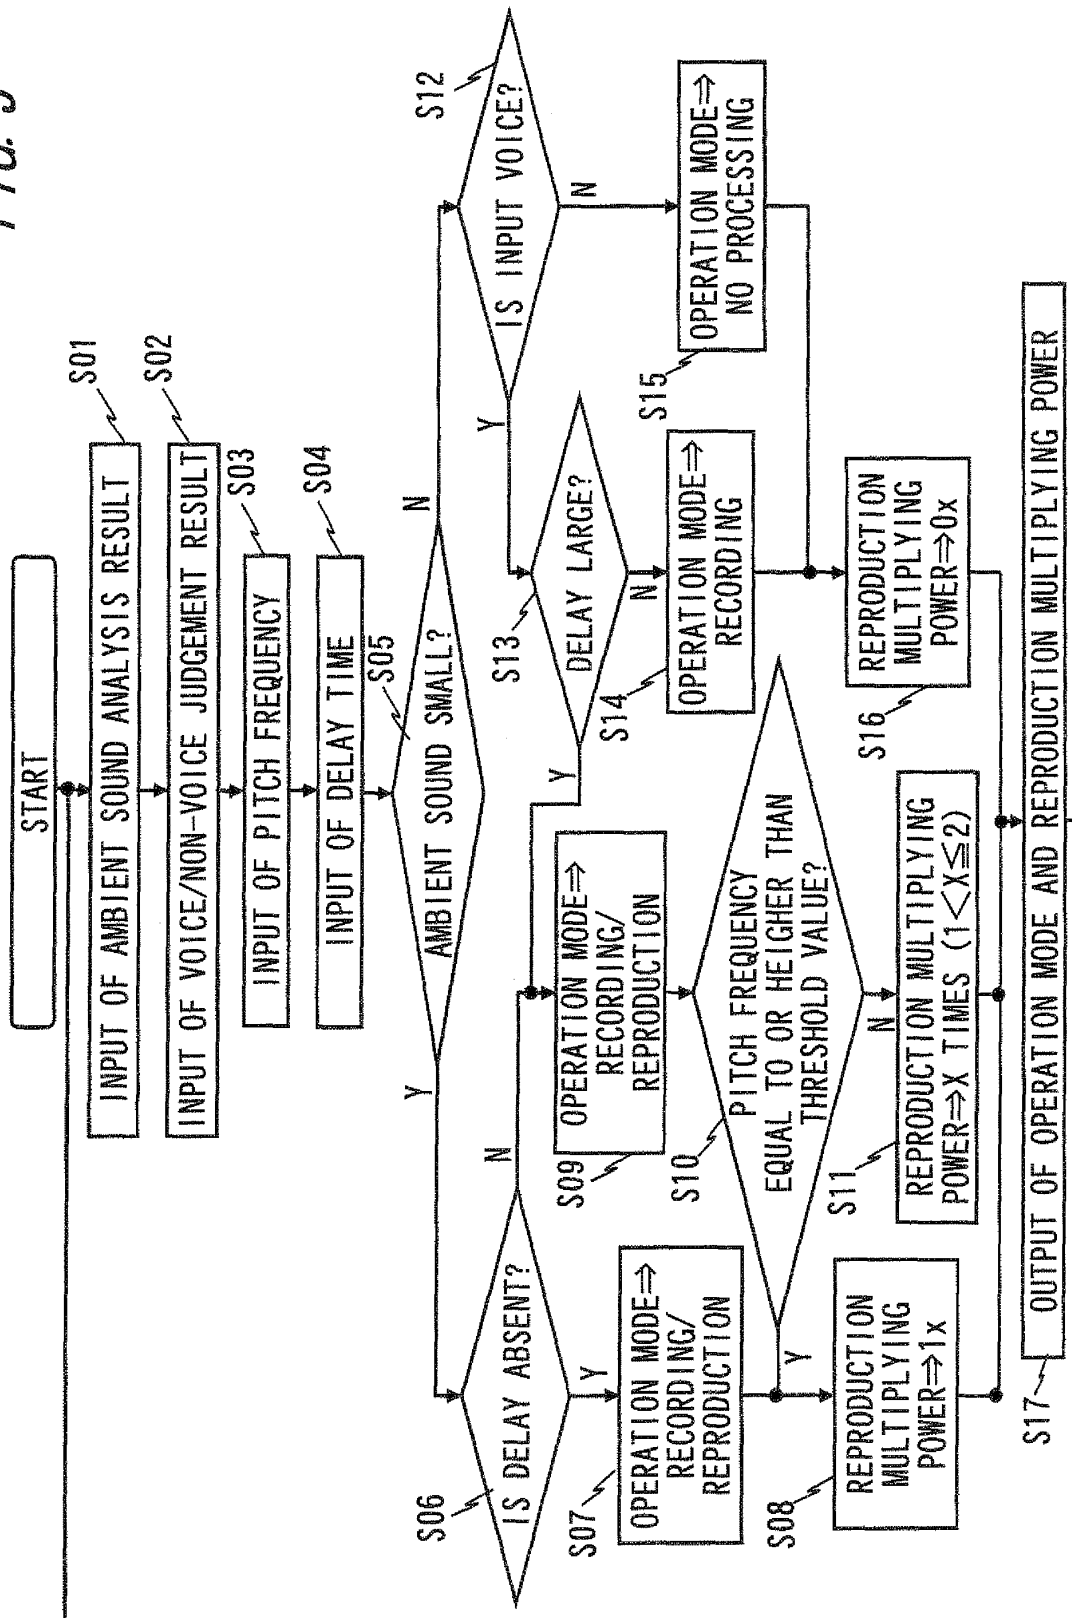 START
S01
INPUT OF AMBIENT SOUND ANALYSIS RESULT
S02
INPUT OF VOICE/NON-VOICE JUDGEMENT RESULT
S03
INPUT OF PITCH FREQUENCY
S04
INPUT OF DELAY TIME
S05
AMBIENT SOUND SMALL?
Y
N
S06
IS DELAY ABSENT?
N
Y
S07
OPERATION MODE⇒
RECORDING/
REPRODUCTION
S08
REPRODUCTION
MULTIPLYING
POWER⇒1x
S09
OPERATION MODE⇒
RECORDING/
REPRODUCTION
S10
PITCH FREQUENCY
EQUAL TO OR HEIGHER THAN
THRESHOLD VALUE?
Y
N
S11
REPRODUCTION MULTIPLYING
POWER⇒X TIMES (1<X≦2)
S12
IS INPUT VOICE?
Y
N
S13
DELAY LARGE?
Y
N
S14
OPERATION MODE⇒
RECORDING
S15
OPERATION MODE⇒
NO PROCESSING
S16
REPRODUCTION
MULTIPLYING
POWER⇒0x
S17
OUTPUT OF OPERATION MODE AND REPRODUCTION MULTIPLYING POWER